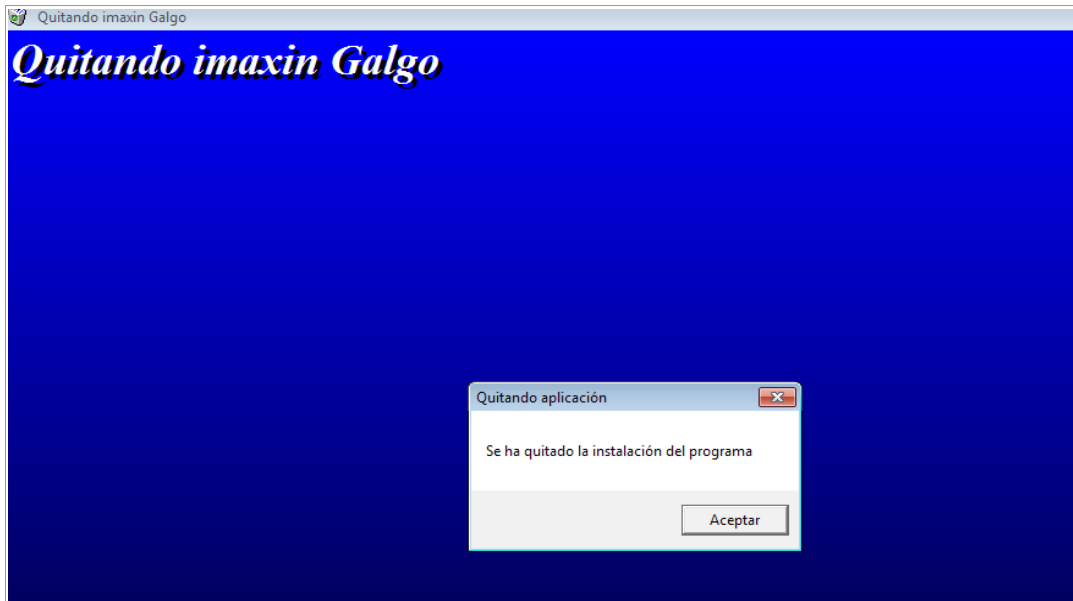 Quitando imaxin Galgo
Quitando imaxin Galgo
Quitando aplicación
Se ha quitado la instalación del programa
Aceptar